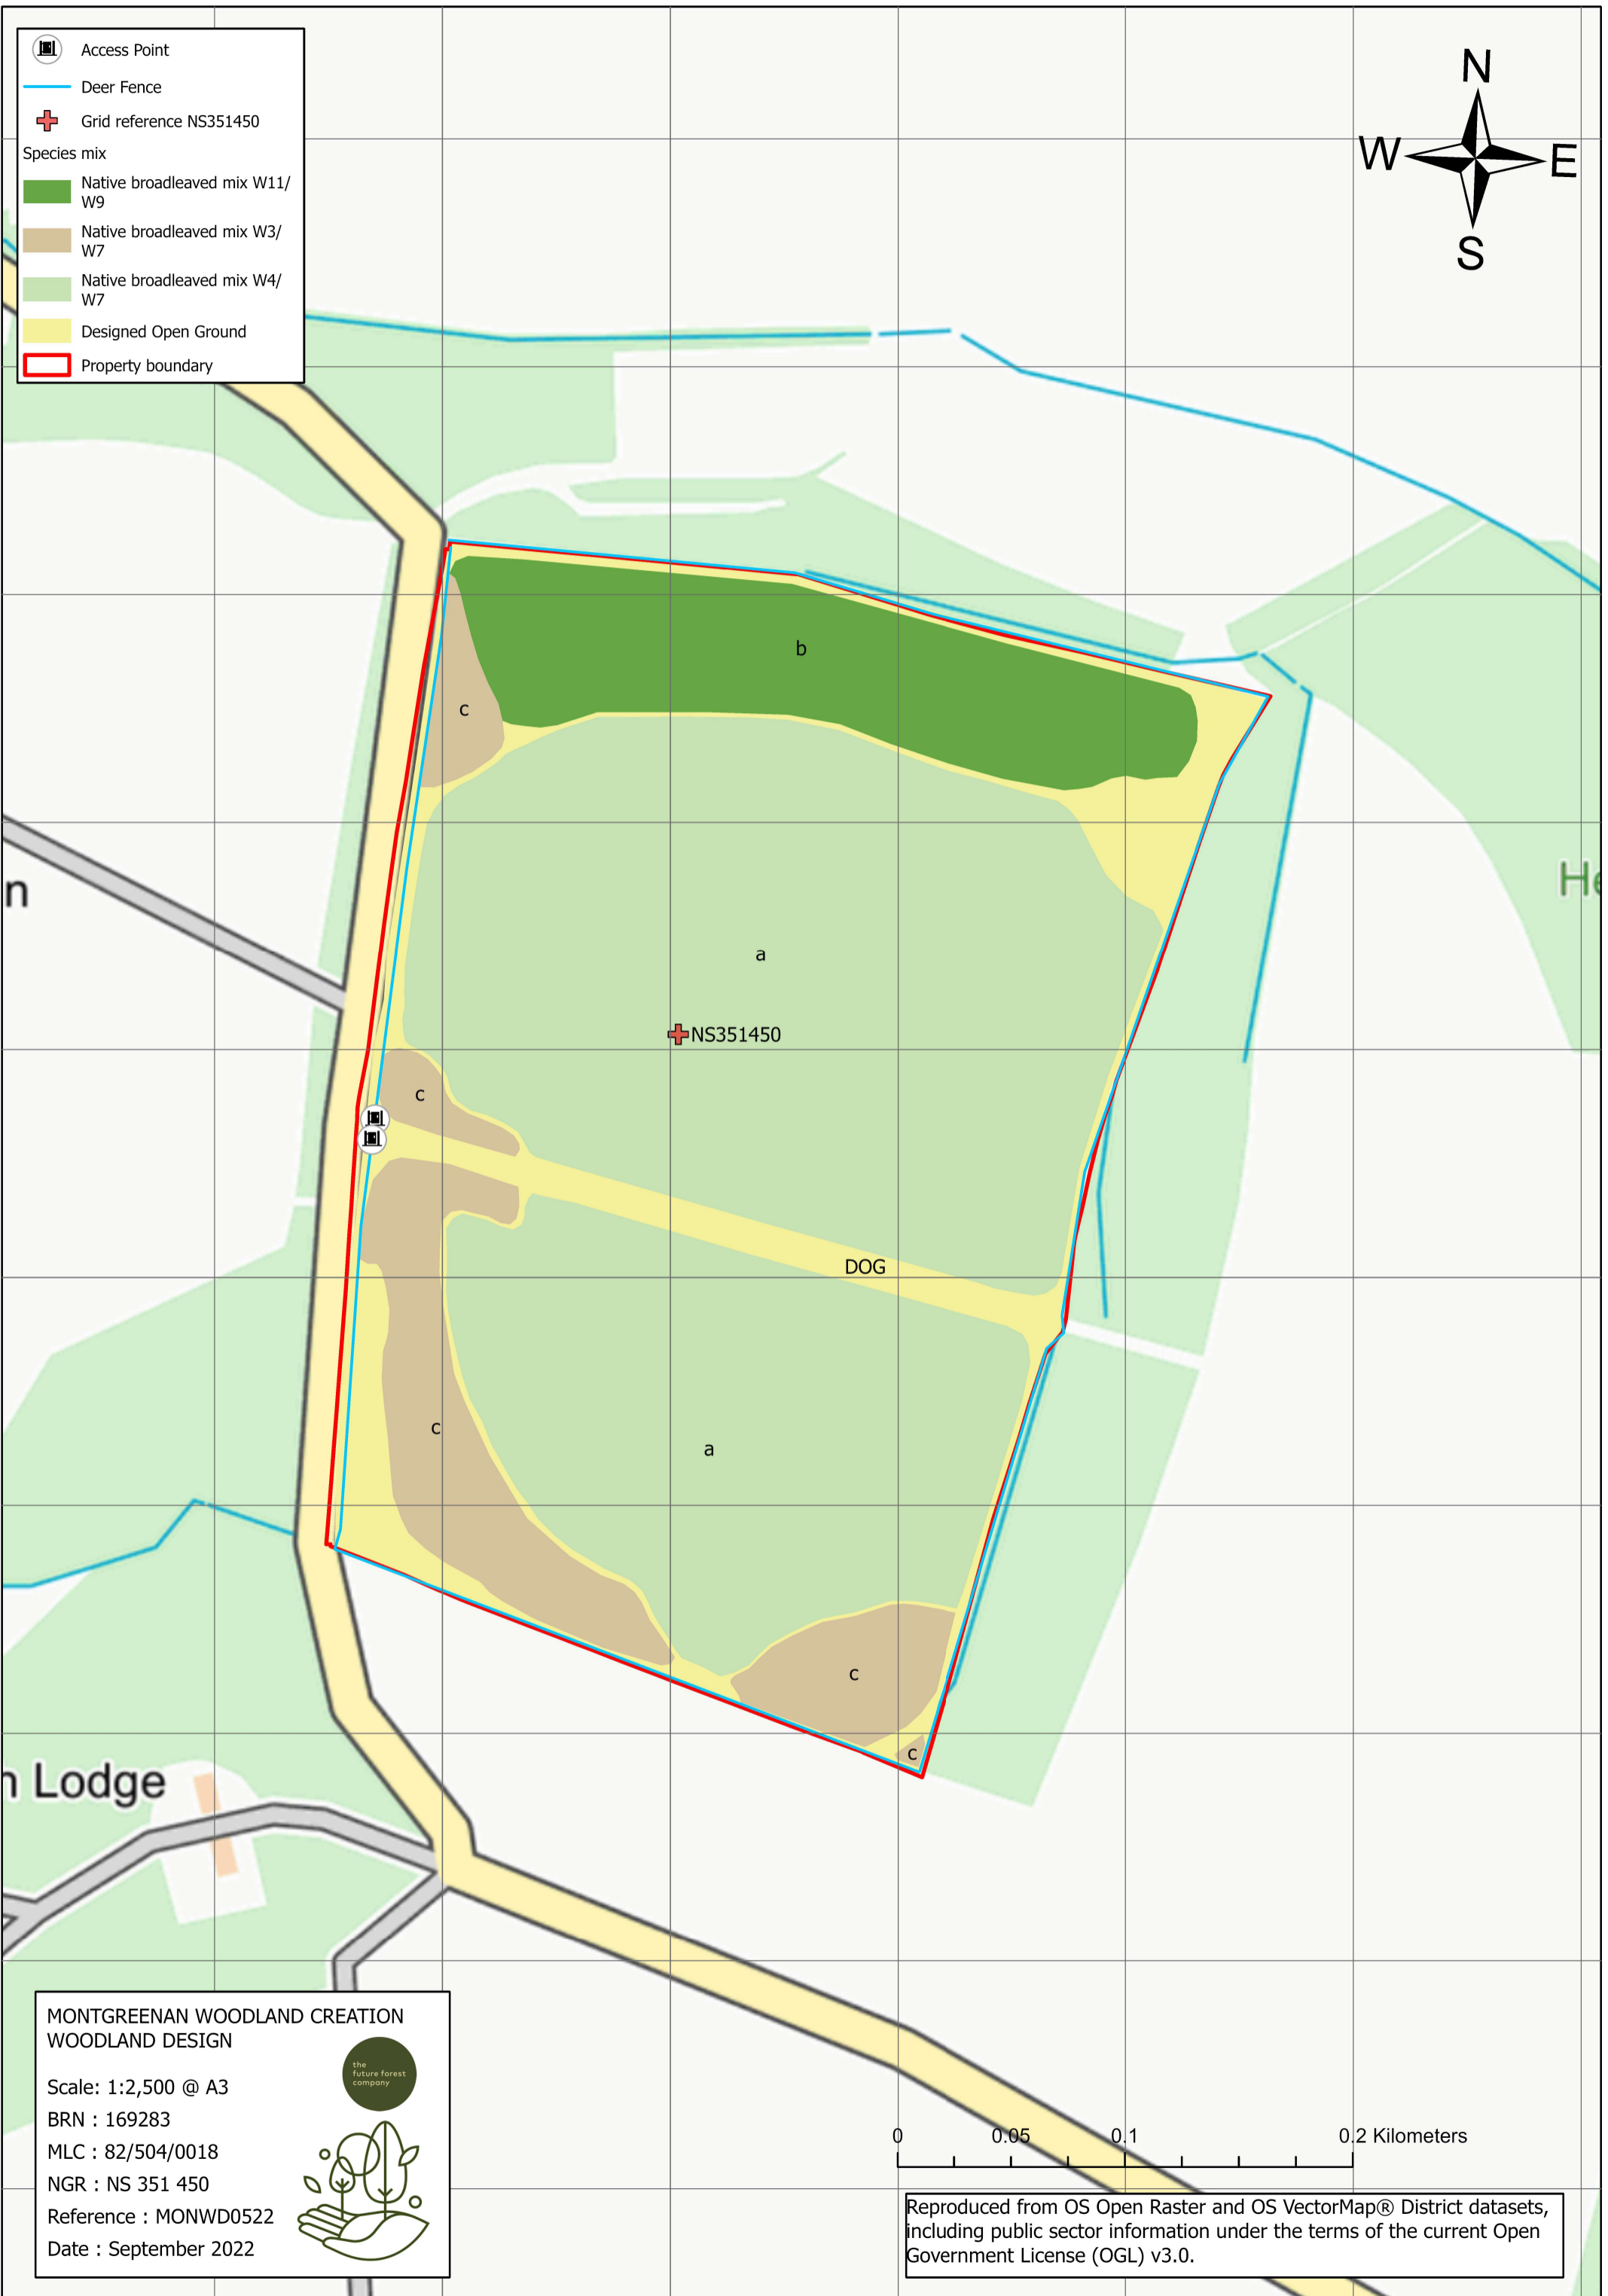 Access Point
Deer Fence
Grid reference NS351450
Species mix
Native broadleaved mix W11/
W9
Native broadleaved mix W3/
W7
Native broadleaved mix W4/
W7
Designed Open Ground
Property boundary
N
W
E
S
b
c
n
He
a
NS351450
c
DOG
c
a
c
c
n Lodge
MONTGREENAN WOODLAND CREATION
WOODLAND DESIGN
the
future forest
company
Scale: 1:2,500 @ A3
BRN : 169283
MLC : 82/504/0018
NGR : NS 351 450
Reference : MONWD0522
Date : September 2022
0 0.05 0.1 0.2 Kilometers
Reproduced from OS Open Raster and OS VectorMap® District datasets,
including public sector information under the terms of the current Open
Government License (OGL) v3.0.